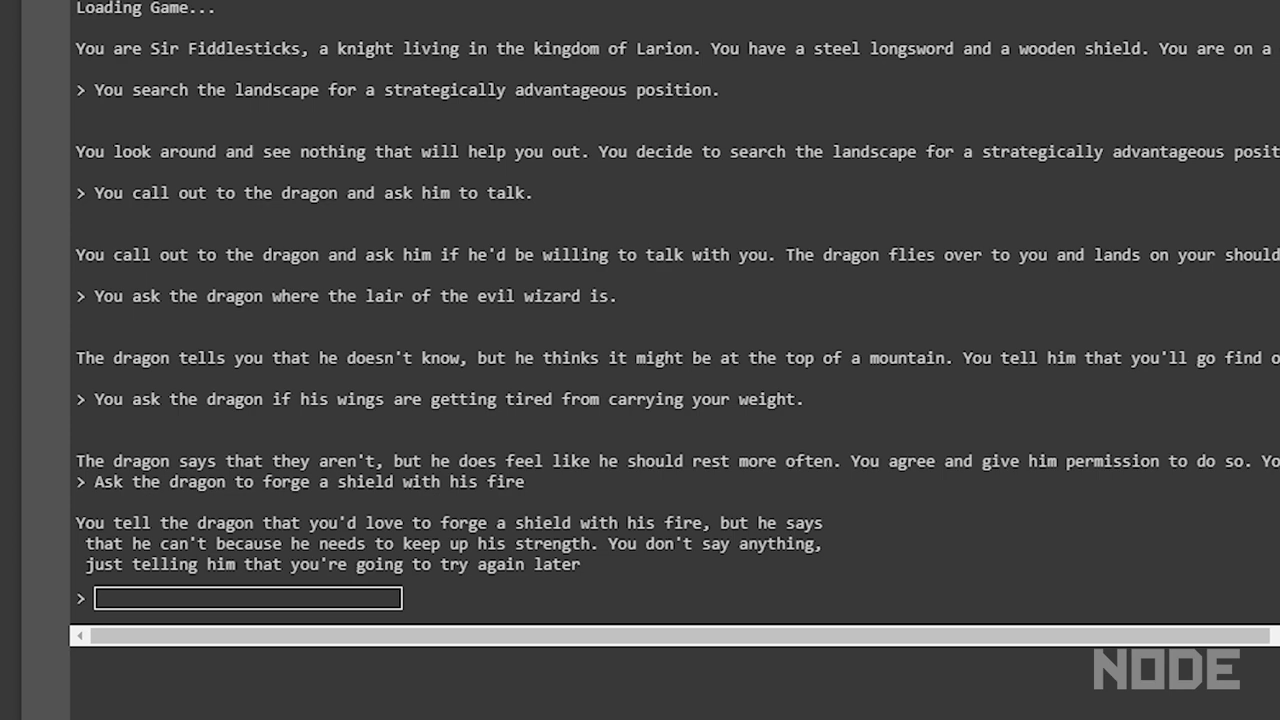 Loading Game...
You are Sir Fiddlesticks, a knight living in the kingdom of Larion. You have a steel longsword and a wooden shield. You are on a
> You search the landscape for a strategically advantageous position.
You look around and see nothing that will help you out. You decide to search the landscape for a strategically advantageous posit
> You call out to the dragon and ask him to talk.
You call out to the dragon and ask him if he'd be willing to talk with you. The dragon flies over to you and lands on your should
> You ask the dragon where the lair of the evil wizard is.
The dragon tells you that he doesn't know, but he thinks it might be at the top of a mountain. You tell him that you'll go find o
> You ask the dragon if his wings are getting tired from carrying your weight.
The dragon says that they aren't, but he does feel like he should rest more often. You agree and give him permission to do so. Yo
> Ask the dragon to forge a shield with his fire
You tell the dragon that you'd love to forge a shield with his fire, but he says
that he can't because he needs to keep up his strength. You don't say anything,
just telling him that you're going to try again later
>
NODE